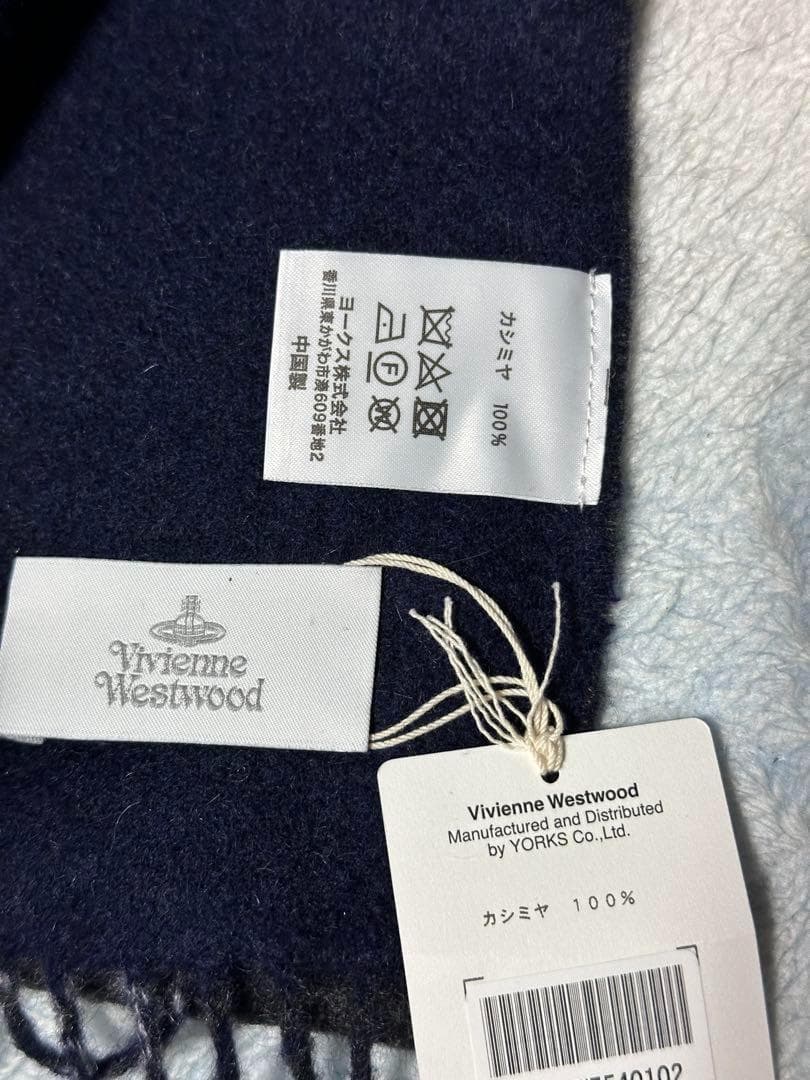 カシミヤ 100%
ヨークス株式会社
香川県東かがわ市湊609番地2
中国製
Vivienne
Westwood
Vivienne Westwood
Manufactured and Distributed
by YORKS Co.,Ltd.
カシミヤ 100%